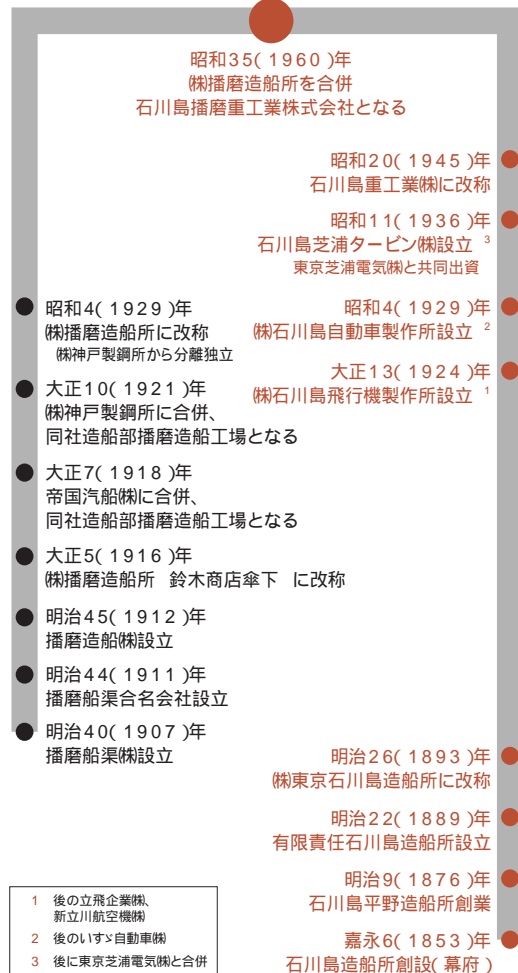 昭和35(1960)年
㈱播磨造船所を合併
石川島播磨重工業株式会社となる
昭和20(1945)年
石川島重工業㈱に改称
昭和11(1936)年
石川島芝浦タービン㈱設立 3
東京芝浦電気㈱と共同出資
昭和4(1929)年
㈱石川島自動車製作所設立 2
大正13(1924)年
㈱石川島飛行機製作所設立 1
昭和4(1929)年
㈱播磨造船所に改称
㈱神戸製鋼所から分離独立
大正10(1921)年
㈱神戸製鋼所に合併、
同社造船部播磨造船工場となる
大正7(1918)年
帝国汽船㈱に合併、
同社造船部播磨造船工場となる
大正5(1916)年
㈱播磨造船所 鈴木商店傘下 に改称
明治45(1912)年
播磨造船㈱設立
明治44(1911)年
播磨船渠合名会社設立
明治40(1907)年
播磨船渠㈱設立
明治26(1893)年
㈱東京石川島造船所に改称
明治22(1889)年
有限責任石川島造船所設立
明治9(1876)年
石川島平野造船所創業
嘉永6(1853)年
石川島造船所創設(幕府)
1 後の立飛企業㈱、
新立川航空機㈱
2 後のいすゞ自動車㈱
3 後に東京芝浦電気㈱と合併